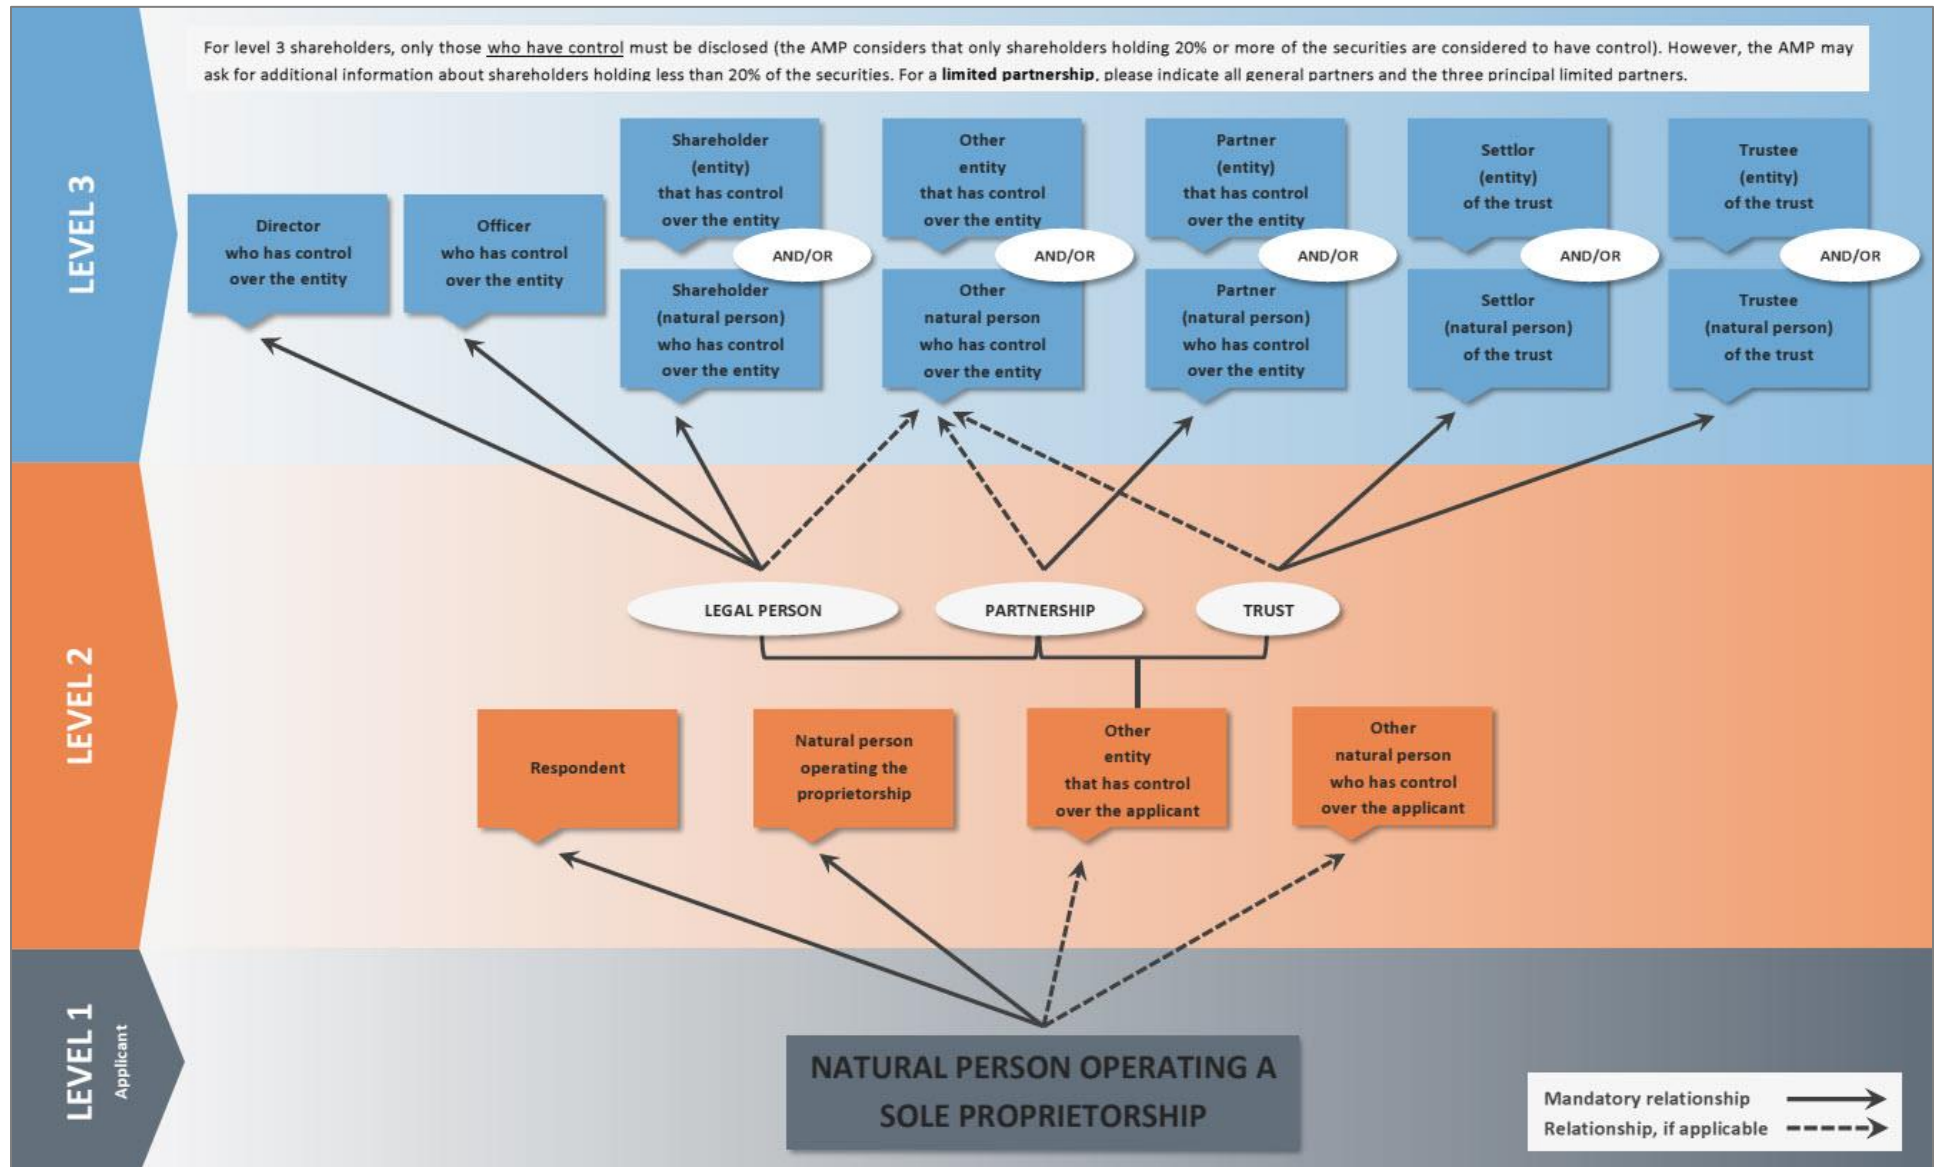 For level 3 shareholders, only those who have control must be disclosed (the AMP considers that only shareholders holding 20% or more of the securities are considered to have control). However, the AMP may
ask for additional information about shareholders holding less than 20% of the securities. For a limited partnership, please indicate all general partners and the three principal limited partners.
LEVEL 3
Director
who has control
over the entity
Officer
who has control
over the entity
Shareholder
(entity)
that has control
over the entity
AND/OR
Shareholder
(natural person)
who has control
over the entity
Other
entity
that has control
over the entity
AND/OR
Other
natural person
who has control
over the entity
Partner
(entity)
that has control
over the entity
AND/OR
Partner
(natural person)
who has control
over the entity
Settlor
(entity)
of the trust
AND/OR
Settlor
(natural person)
of the trust
Trustee
(entity)
of the trust
AND/OR
Trustee
(natural person)
of the trust
LEVEL 2
LEGAL PERSON
PARTNERSHIP
TRUST
Respondent
Natural person
operating the
proprietorship
Other
entity
that has control
over the applicant
Other
natural person
who has control
over the applicant
LEVEL 1
Applicant
NATURAL PERSON OPERATING A
SOLE PROPRIETORSHIP
Mandatory relationship
Relationship, if applicable